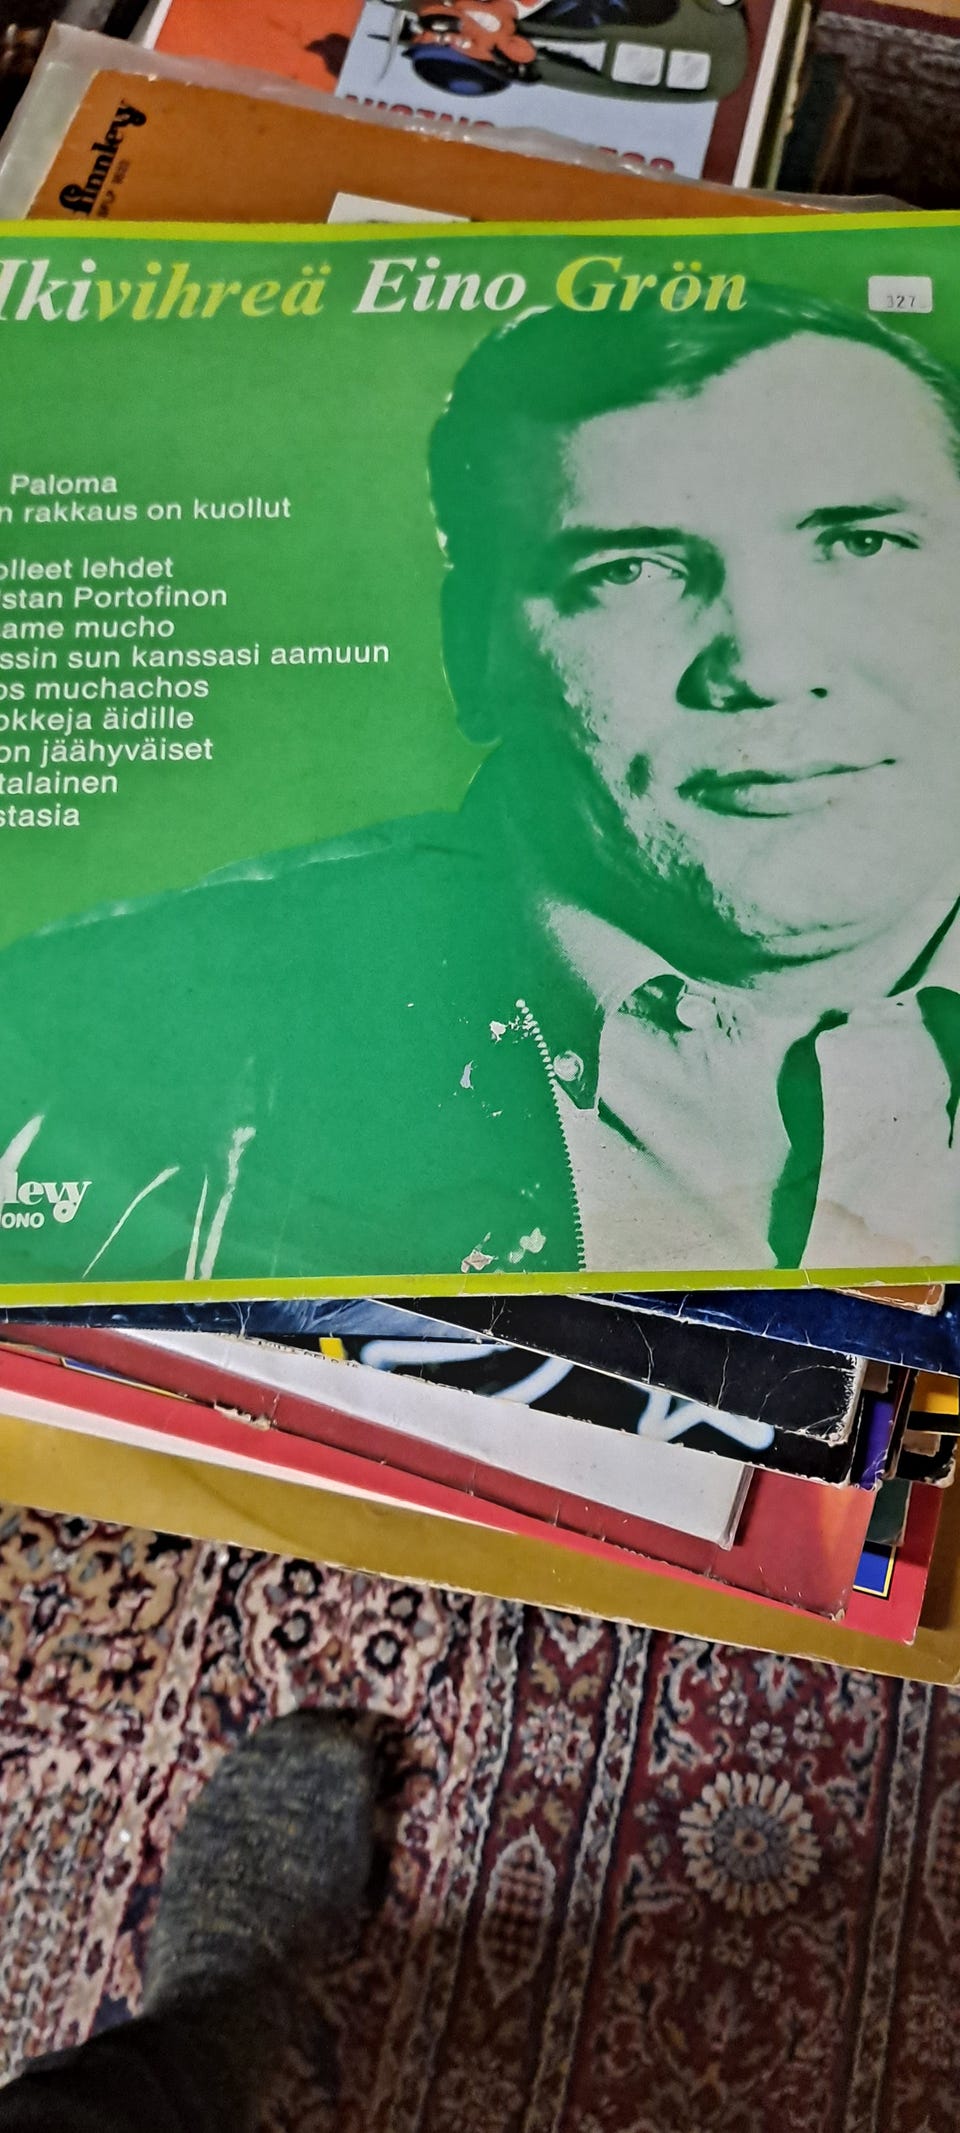 finnlevy
Ikivihreä Eino Grön
327
Paloma
n rakkaus on kuollut
olleet lehdet
stan Portofinon
ame mucho
ssin sun kanssasi aamuun
os muchachos
okkeja äidille
on jäähyväiset
talainen
stasia
levy
ONO